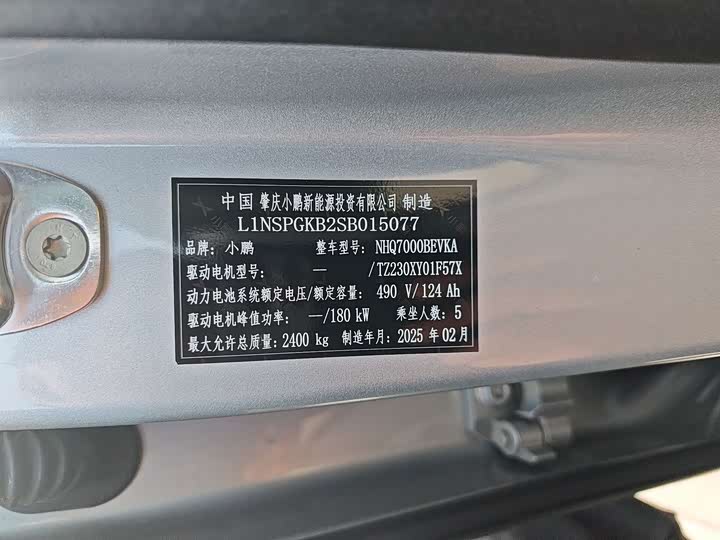 中国 肇庆小鹏新能源投资有限公司 制造
L1NSPGKB2SB015077
品牌: 小鹏 整车型号: NHQ7000BEVKA
驱动电机型号: — /TZ230XY01F57X
动力电池系统额定电压/额定容量: 490 V/124 Ah
驱动电机峰值功率: —/180 kW 乘坐人数: 5
最大允许总质量: 2400 kg 制造年月: 2025 年 02 月